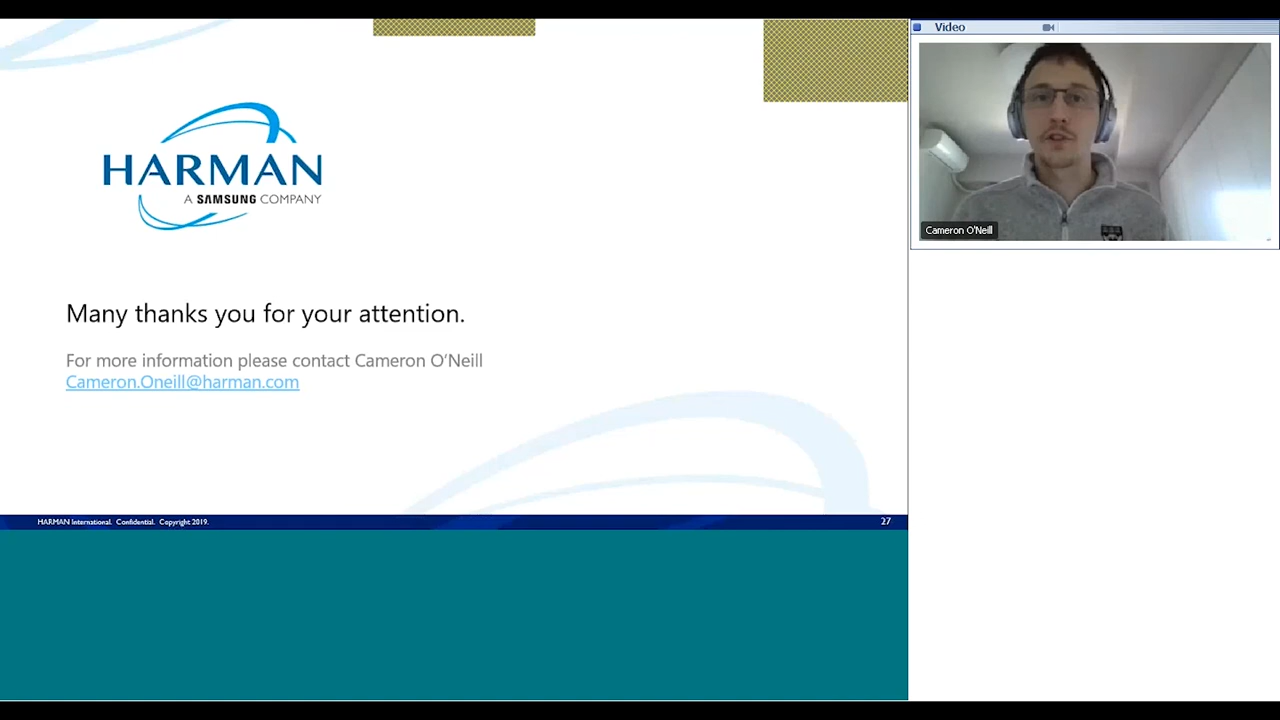 HARMAN
A SAMSUNG COMPANY
Many thanks you for your attention.
For more information please contact Cameron O'Neill
Cameron.Oneill@harman.com
HARMAN International. Confidential. Copyright 2019.
27
Video
Cameron O'Neill